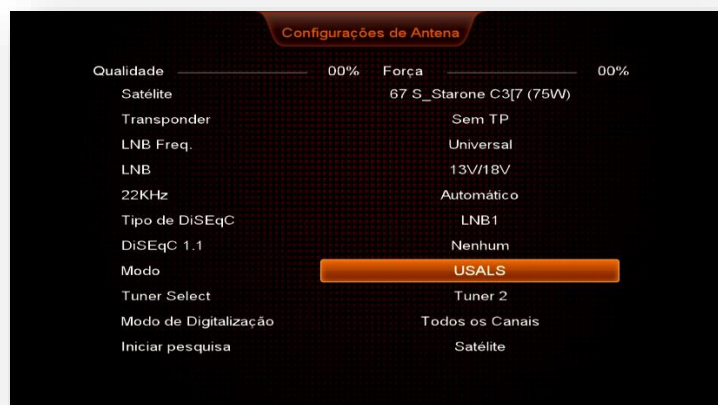 Configurações de Antena
Qualidade 00% Força 00%
Satélite 67 S_Starone C3[7 (75W)
Transponder Sem TP
LNB Freq. Universal
LNB 13V/18V
22KHz Automático
Tipo de DiSEqC LNB1
DiSEqC 1.1 Nenhum
Modo USALS
Tuner Select Tuner 2
Modo de Digitalização Todos os Canais
Iniciar pesquisa Satélite